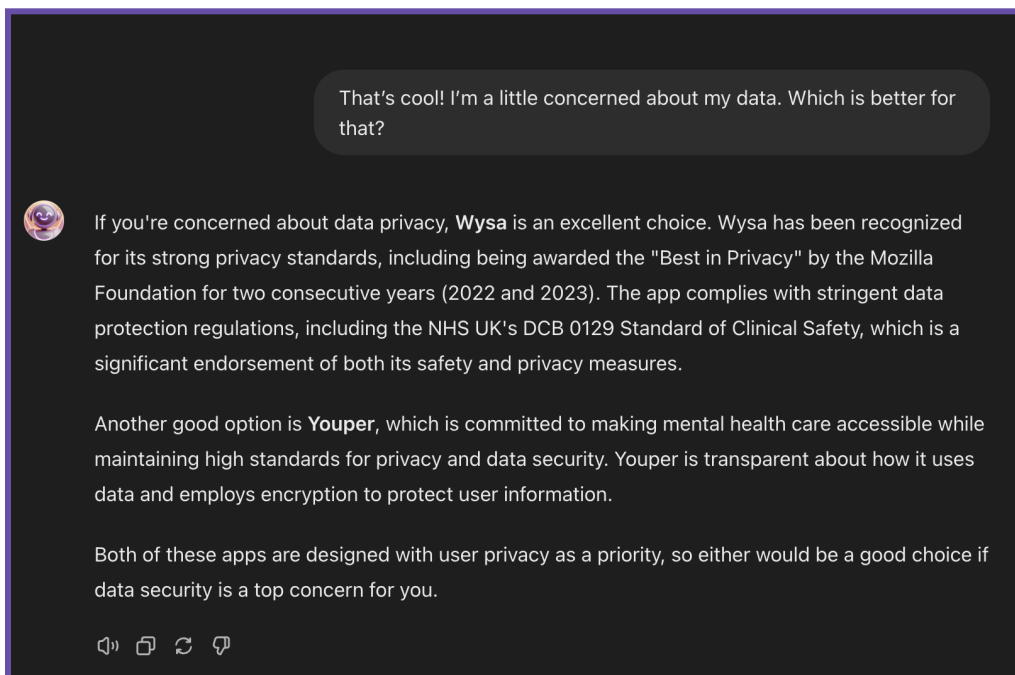 That’s cool! I’m a little concerned about my data. Which is better for
that?
If you're concerned about data privacy, Wysa is an excellent choice. Wysa has been recognized
for its strong privacy standards, including being awarded the "Best in Privacy" by the Mozilla
Foundation for two consecutive years (2022 and 2023). The app complies with stringent data
protection regulations, including the NHS UK's DCB 0129 Standard of Clinical Safety, which is a
significant endorsement of both its safety and privacy measures.
Another good option is Youper, which is committed to making mental health care accessible while
maintaining high standards for privacy and data security. Youper is transparent about how it uses
data and employs encryption to protect user information.
Both of these apps are designed with user privacy as a priority, so either would be a good choice if
data security is a top concern for you.